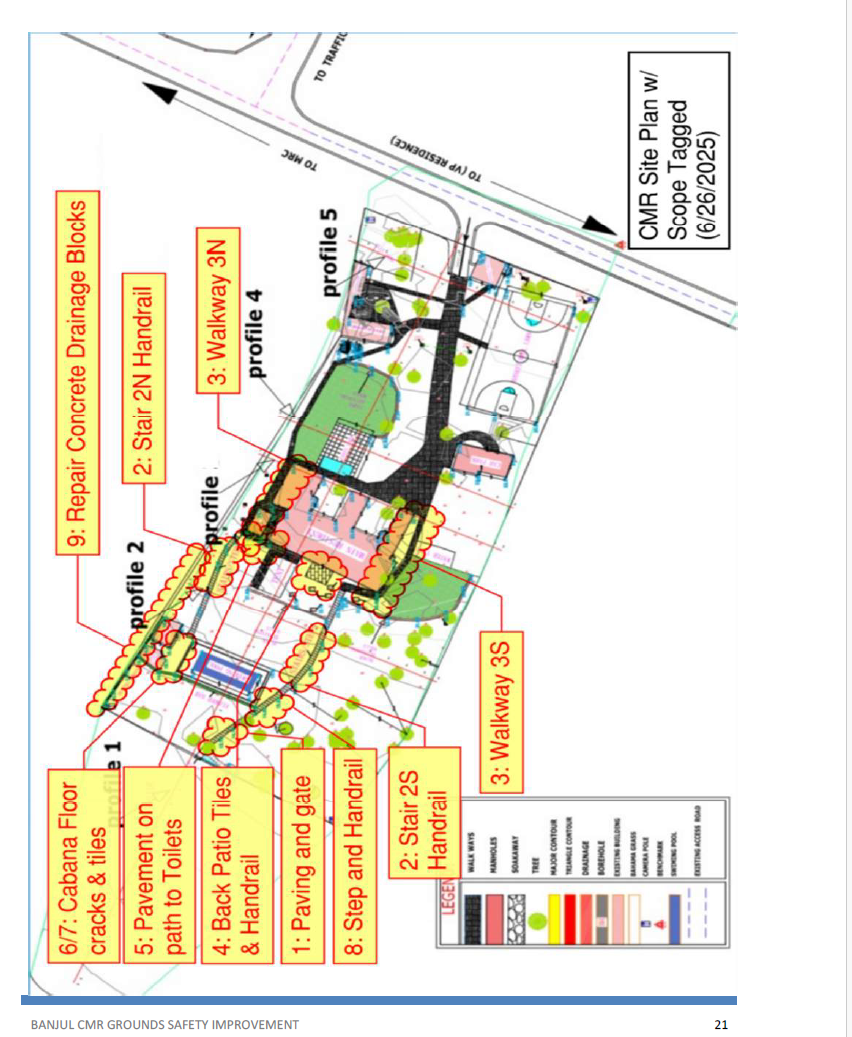 CMR Site Plan w/
Scope Tagged
(6/26/2025)
TO TRAFFIC
TO MRC
TO (VP RESIDENCE)
9: Repair Concrete Drainage Blocks
2: Stair 2N Handrail
3: Walkway 3N
profile 5
profile 4
profile
profile 2
profile 1
6/7: Cabana Floor
cracks & tiles
5: Pavement on
path to Toilets
4: Back Patio Tiles
& Handrail
1: Paving and gate
8: Step and Handrail
2: Stair 2S
Handrail
3: Walkway 3S
LEGEN
WALK WAYS
MANHOLES
SOAKAWAY
TREE
MAJOR CONTOUR
TRIANGLE CONTOUR
DRAINAGE
BOREHOLE
EXISTING BUILDING
BAHAMA GRASS
CAMERA POLE
BENCHMARK
SWIMING POOL
EXISTING ACCESS ROAD
BANJUL CMR GROUNDS SAFETY IMPROVEMENT
21